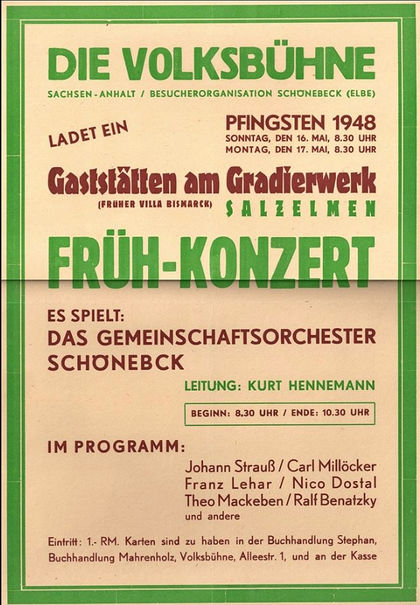 DIE VOLKSBÜHNE
SACHSEN-ANHALT / BESUCHERORGANISATION SCHÖNEBECK (ELBE)
LADET EIN
PFINGSTEN 1948
SONNTAG, DEN 16. MAI, 8.30 UHR
MONTAG, DEN 17. MAI, 8.30 UHR
Gaststätten am Gradierwerk
(FRÜHER VILLA BISMARCK) SALZELMEN
FRÜH-KONZERT
ES SPIELT:
DAS GEMEINSCHAFTSORCHESTER
SCHÖNEBCK
LEITUNG: KURT HENNEMANN
BEGINN: 8.30 UHR / ENDE: 10.30 UHR
IM PROGRAMM:
Johann Strauß / Carl Millöcker
Franz Lehar / Nico Dostal
Theo Mackeben / Ralf Benatzky
und andere
Eintritt: 1.- RM. Karten sind zu haben in der Buchhandlung Stephan,
Buchhandlung Mahrenholz, Volksbühne, Alleestr. 1, und an der Kasse